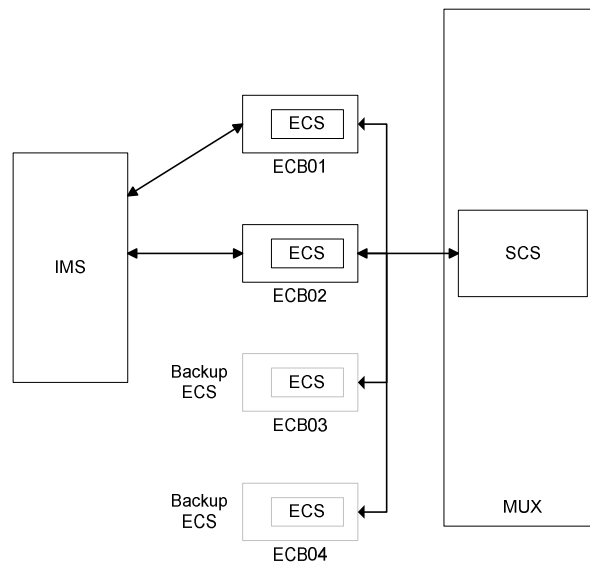 ECS
ECB01
IMS
ECS
SCS
ECB02
Backup
ECS
ECS
ECB03
Backup
ECS
ECS
MUX
ECB04